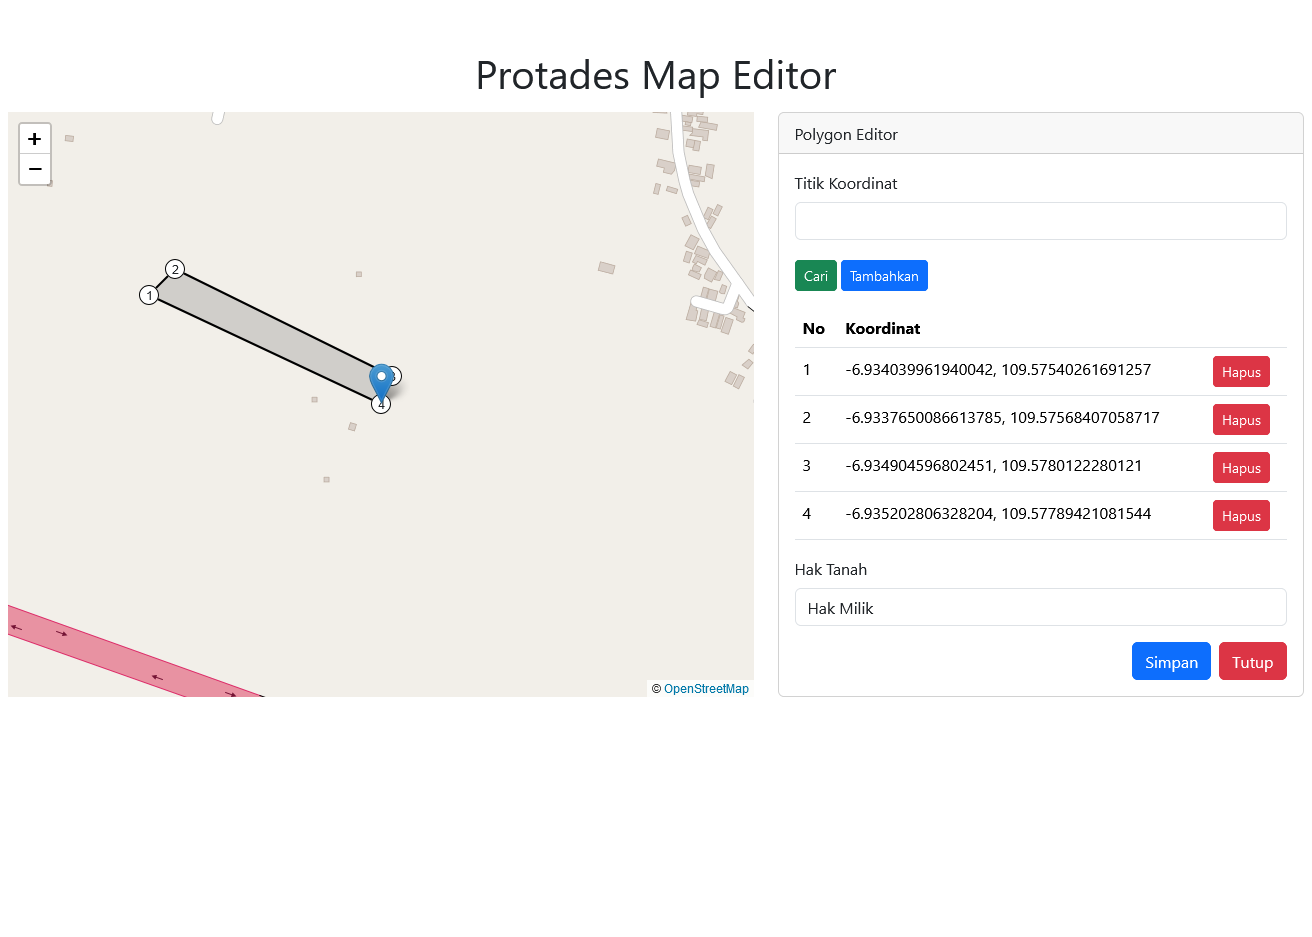 Protades Map Editor
+
−
2
1
4
© OpenStreetMap
Polygon Editor
Titik Koordinat
Cari Tambahkan
No Koordinat
1 -6.934039961940042, 109.57540261691257 Hapus
2 -6.9337650086613785, 109.57568407058717 Hapus
3 -6.934904596802451, 109.5780122280121 Hapus
4 -6.935202806328204, 109.57789421081544 Hapus
Hak Tanah
Hak Milik
Simpan Tutup